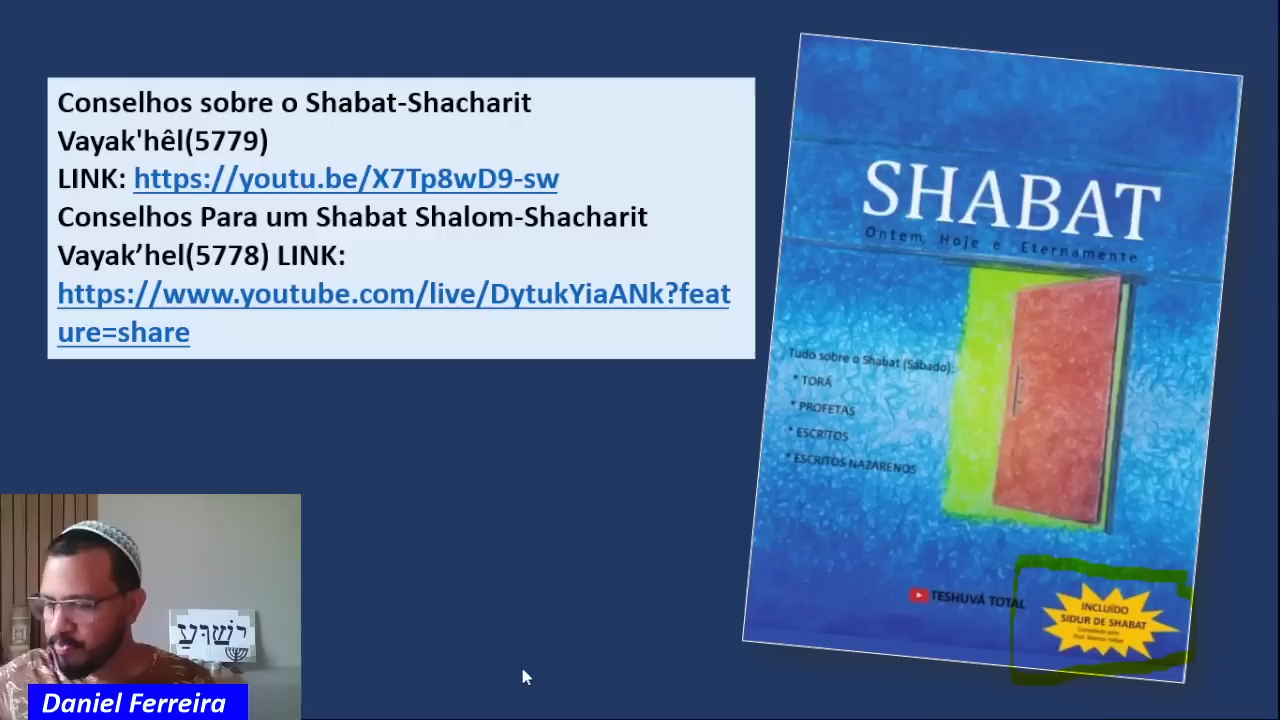 Conselhos sobre o Shabat-Shacharit
Vayak'hêl(5779)
LINK: https://youtu.be/X7Tp8wD9-sw
Conselhos Para um Shabat Shalom-Shacharit
Vayak’hel(5778) LINK:
https://www.youtube.com/live/DytukYiaANk?feat
ure=share
SHABAT
Ontem, Hoje e Eternamente
Tudo sobre o Shabat (Sábado):
* TORÁ
* PROFETAS
* ESCRITOS
* ESCRITOS NAZARENOS
TESHUVÁ TOTAL
INCLUÍDO
SIDUR DE SHABAT
ישוע
Daniel Ferreira